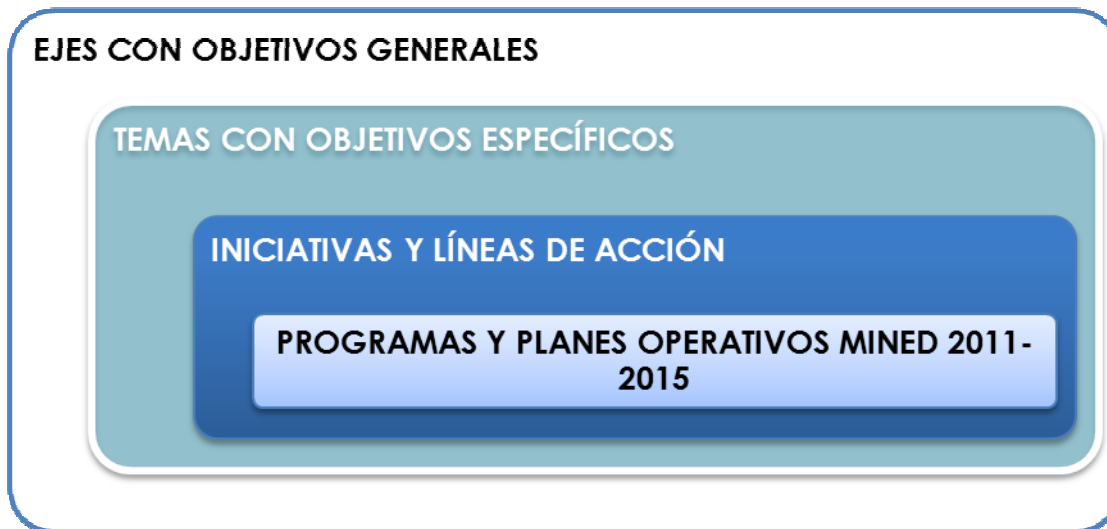 EJES CON OBJETIVOS GENERALES
TEMAS CON OBJETIVOS ESPECÍFICOS
INICIATIVAS Y LÍNEAS DE ACCIÓN
PROGRAMAS Y PLANES OPERATIVOS MINED 2011-
2015